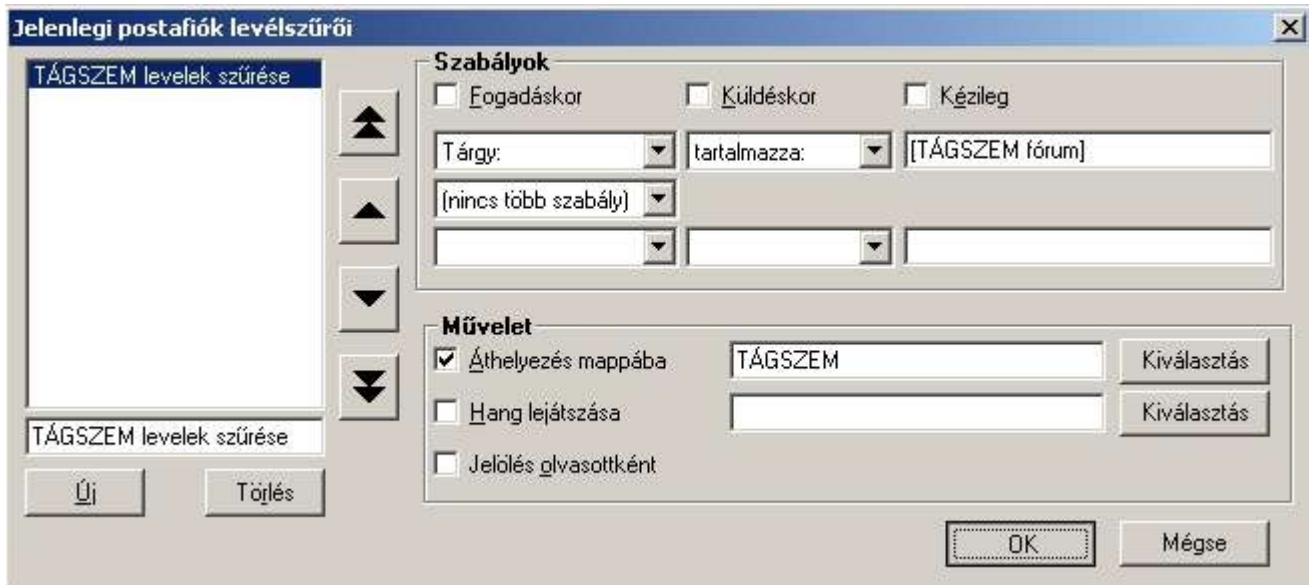 Jelenlegi postafiók levélszűrői
TÁGSZEM levelek szűrése
TÁGSZEM levelek szűrése
Új Törlés
Szabályok
Fogadáskor Küldéskor Kézileg
Tárgy: tartalmazza: [TÁGSZEM fórum]
(nincs több szabály)
Művelet
Áthelyezés mappába TÁGSZEM Kiválasztás
Hang lejátszása Kiválasztás
Jelölés olvasottként
OK Mégse